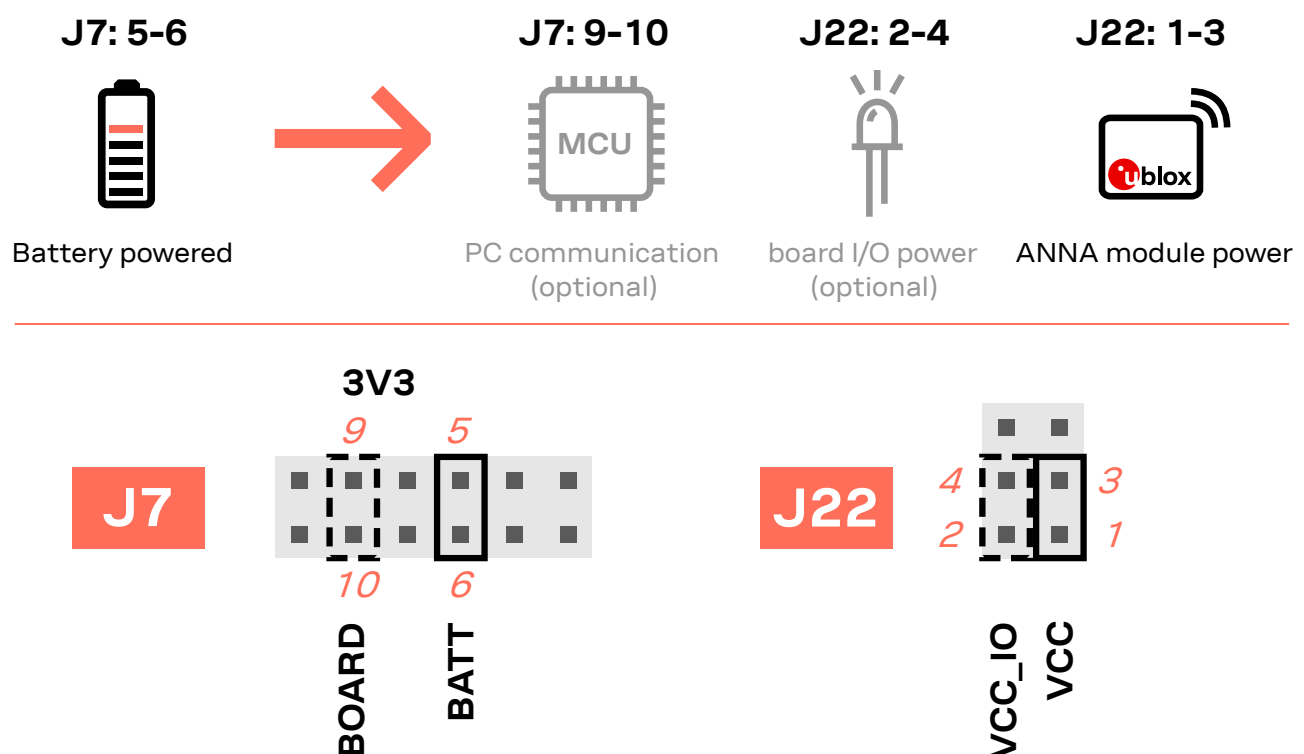 J7: 5-6
J7: 9-10
J22: 2-4
J22: 1-3
MCU
ublox
Battery powered
PC communication
(optional)
board I/O power
(optional)
ANNA module power
3V3
9
5
J7
10
6
BOARD
BATT
J22
4
3
2
1
VCC_IO
VCC